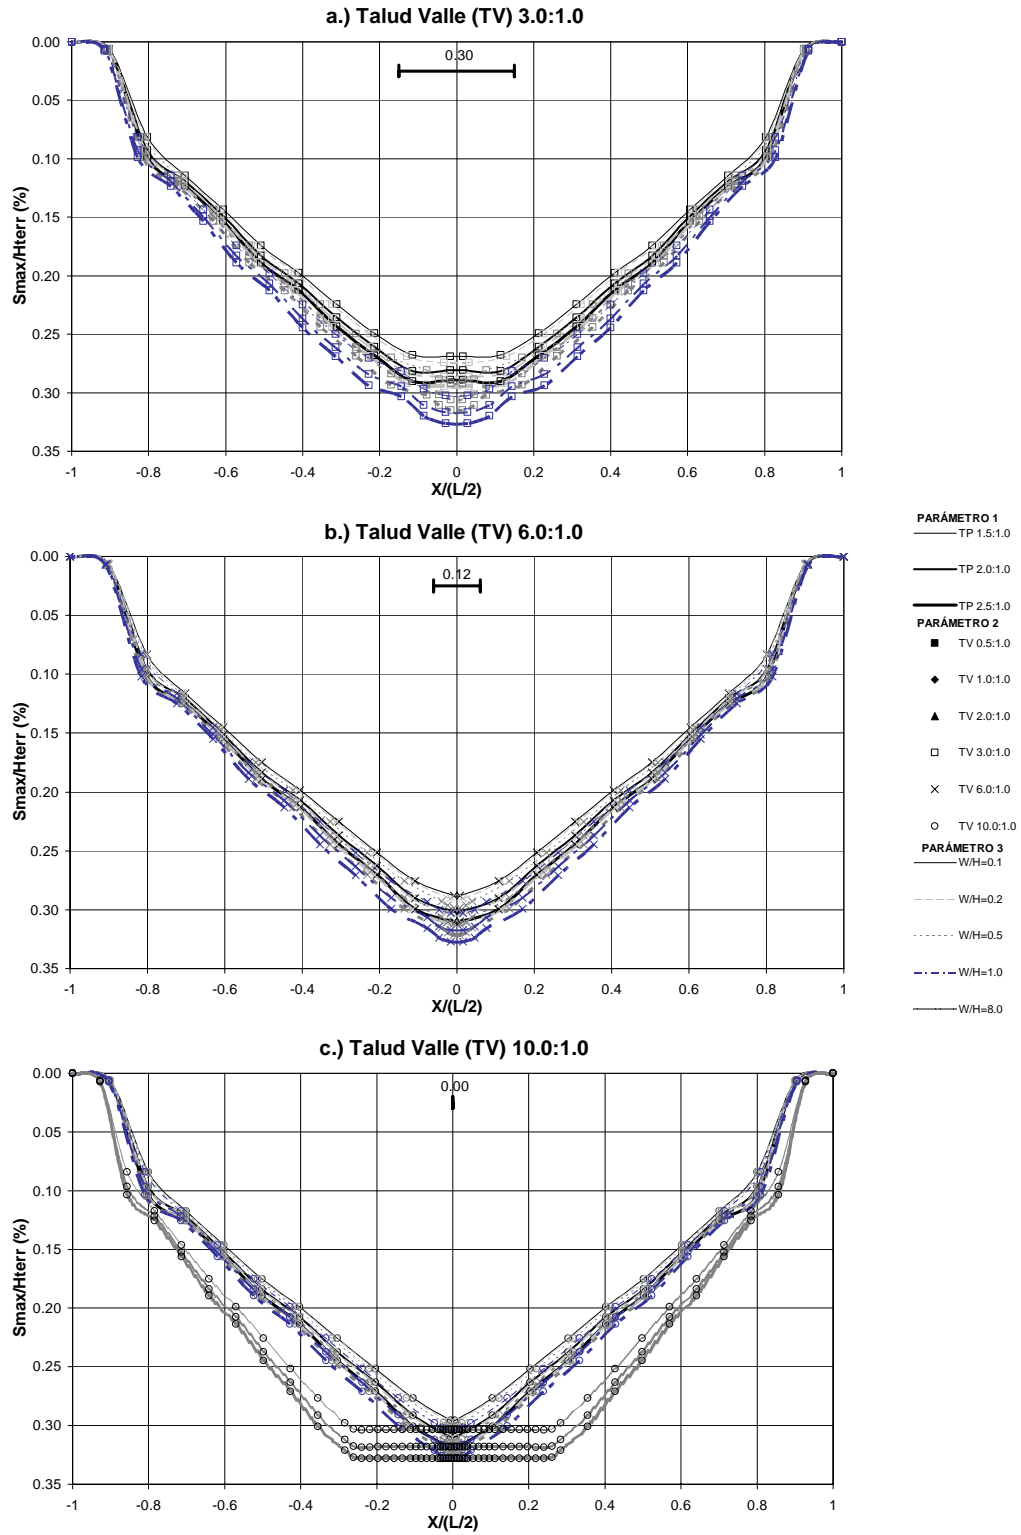 a.) Talud Valle (TV) 3.0:1.0
0.00
0.05
0.10
0.15
0.20
0.25
0.30
0.35
Smax/Hterr (%)
0.30
-1 -0.8 -0.6 -0.4 -0.2 0 0.2 0.4 0.6 0.8 1
X/(L/2)
b.) Talud Valle (TV) 6.0:1.0
0.00
0.05
0.10
0.15
0.20
0.25
0.30
0.35
Smax/Hterr (%)
0.12
-1 -0.8 -0.6 -0.4 -0.2 0 0.2 0.4 0.6 0.8 1
X/(L/2)
c.) Talud Valle (TV) 10.0:1.0
0.00
0.05
0.10
0.15
0.20
0.25
0.30
0.35
Smax/Hterr (%)
0.00
-1 -0.8 -0.6 -0.4 -0.2 0 0.2 0.4 0.6 0.8 1
X/(L/2)
PARÁMETRO 1
TP 1.5:1.0
TP 2.0:1.0
TP 2.5:1.0
PARÁMETRO 2
TV 0.5:1.0
TV 1.0:1.0
TV 2.0:1.0
TV 3.0:1.0
TV 6.0:1.0
TV 10.0:1.0
PARÁMETRO 3
W/H=0.1
W/H=0.2
W/H=0.5
W/H=1.0
W/H=8.0